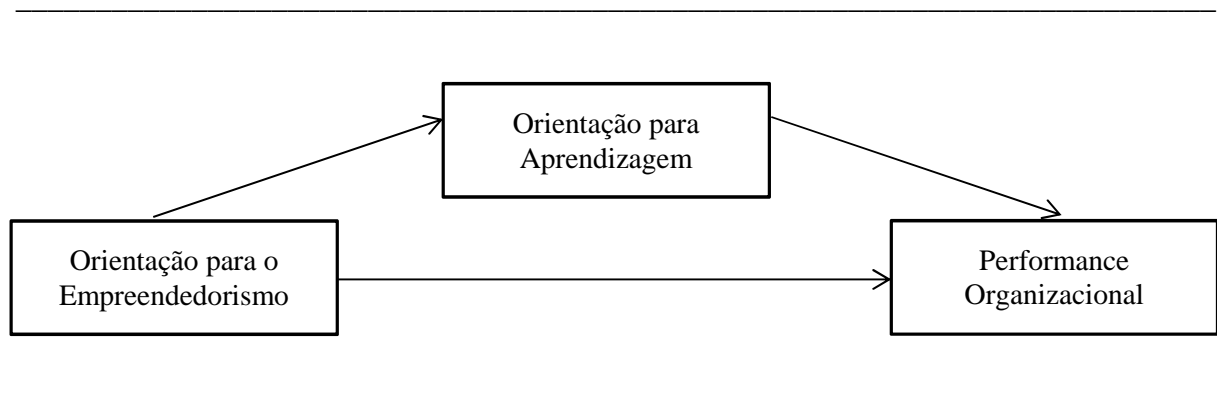 Orientação para
Aprendizagem
Orientação para o
Empreendedorismo
Performance
Organizacional